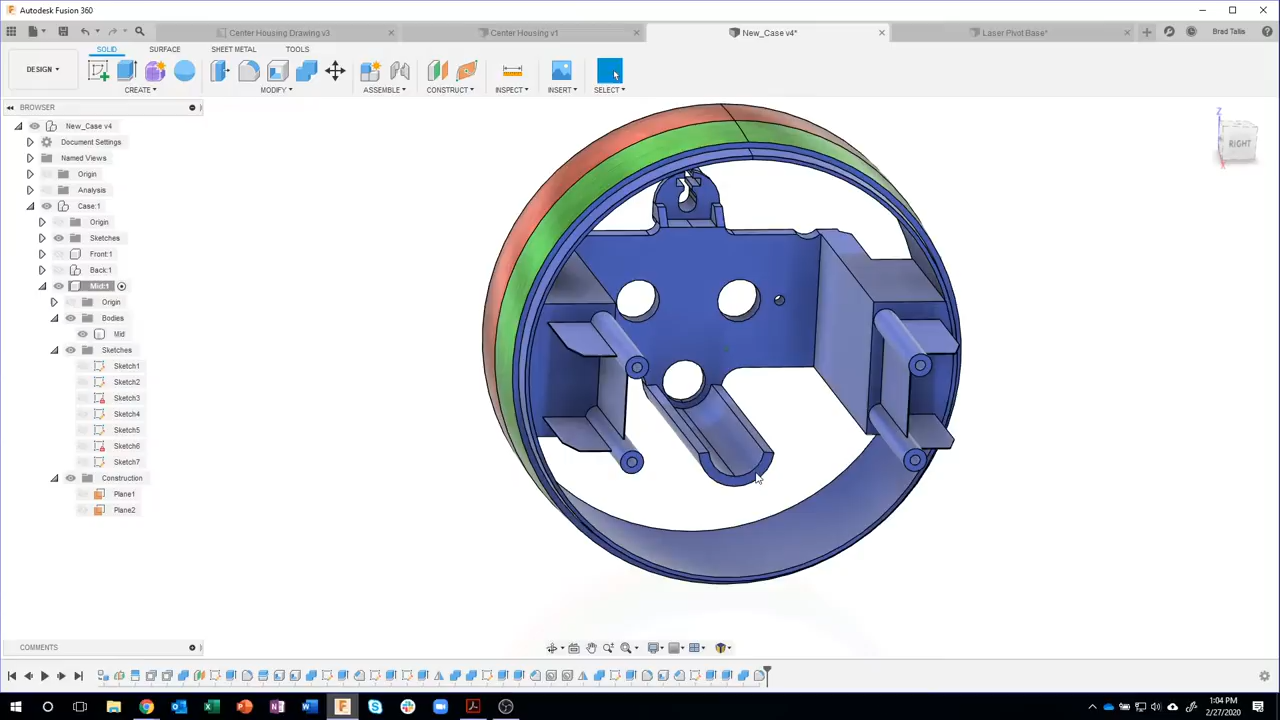 Autodesk Fusion 360
Center Housing Drawing v3
Center Housing v1
New_Case v4*
Laser Pivot Base*
Brad Tallis
SOLID
SURFACE
SHEET METAL
TOOLS
DESIGN
CREATE
MODIFY
ASSEMBLE
CONSTRUCT
INSPECT
INSERT
SELECT
BROWSER
New_Case v4
Document Settings
Named Views
Origin
Analysis
Case:1
Origin
Sketches
Front:1
Back:1
Mid:1
Origin
Bodies
Mid
Sketches
Sketch1
Sketch2
Sketch3
Sketch4
Sketch5
Sketch6
Sketch7
Construction
Plane1
Plane2
Z
RIGHT
X
COMMENTS
1:04 PM
2/27/2020